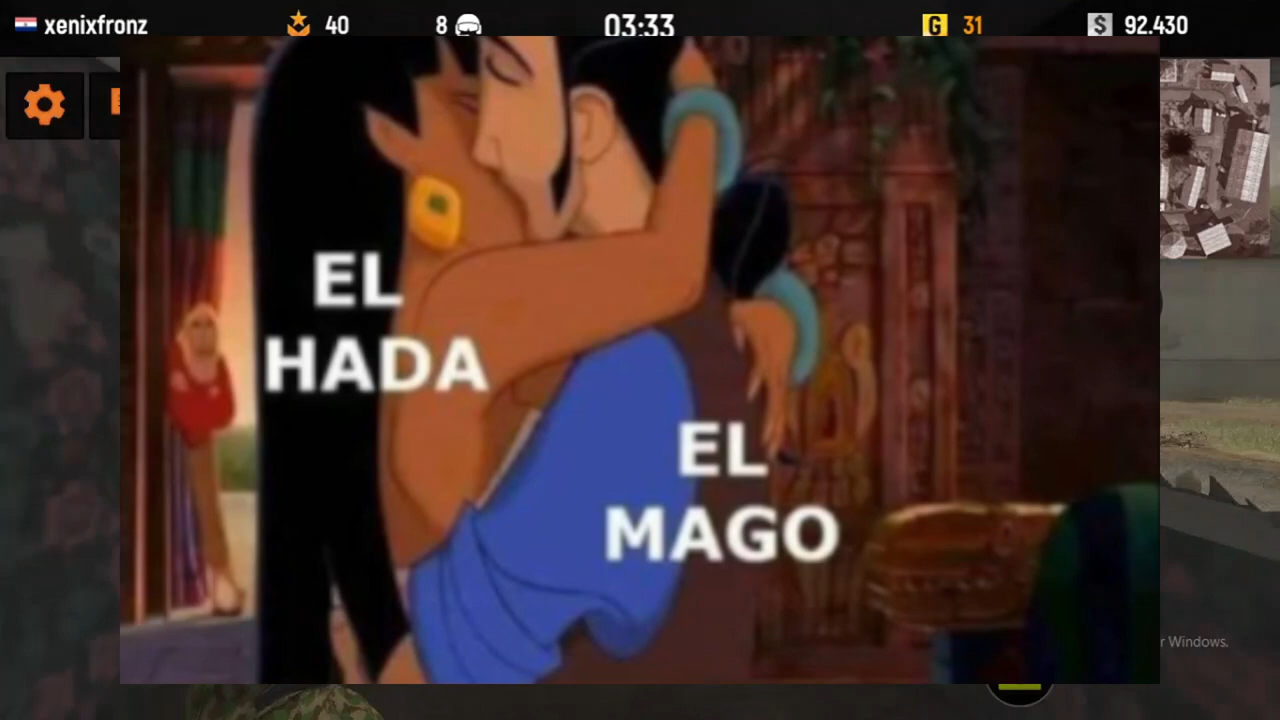 xenixfronz 40 8 03:33 G 31 $ 92.430
EL
HADA
EL
MAGO
r Windows.